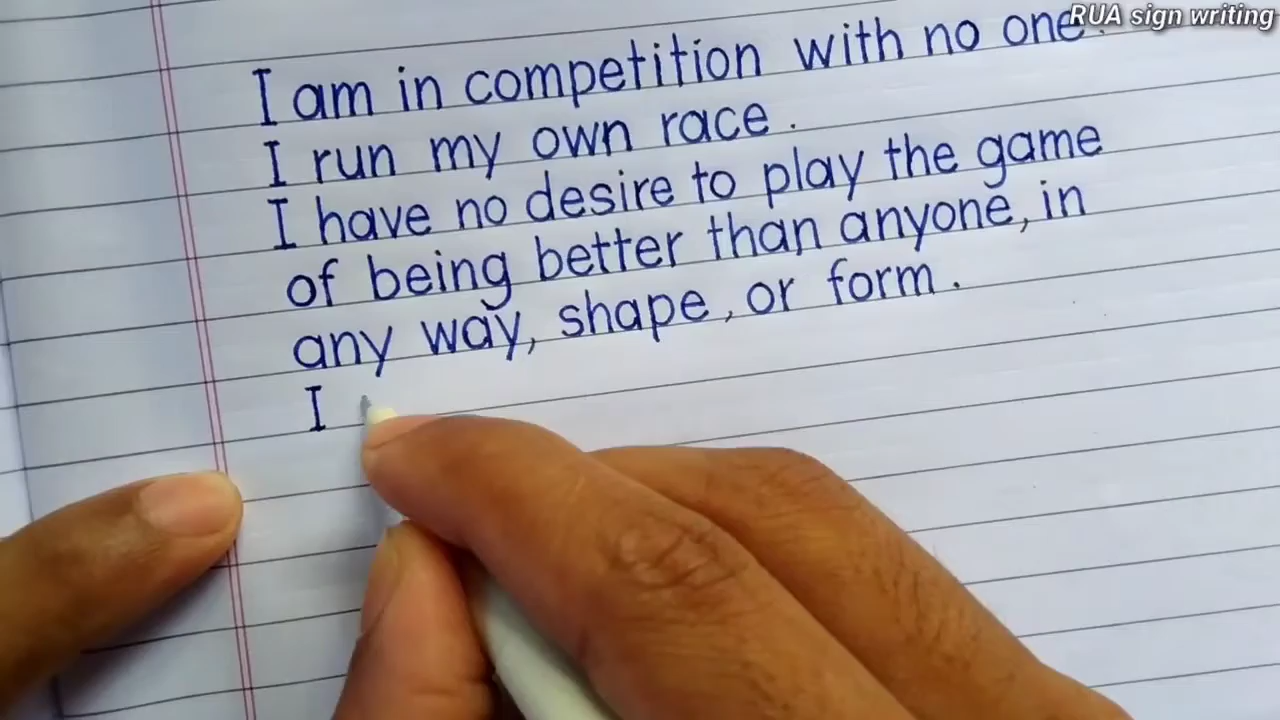 RUA sign writing
I am in competition with no one.
I run my own race.
I have no desire to play the game
of being better than anyone, in
any way, shape, or form.
I